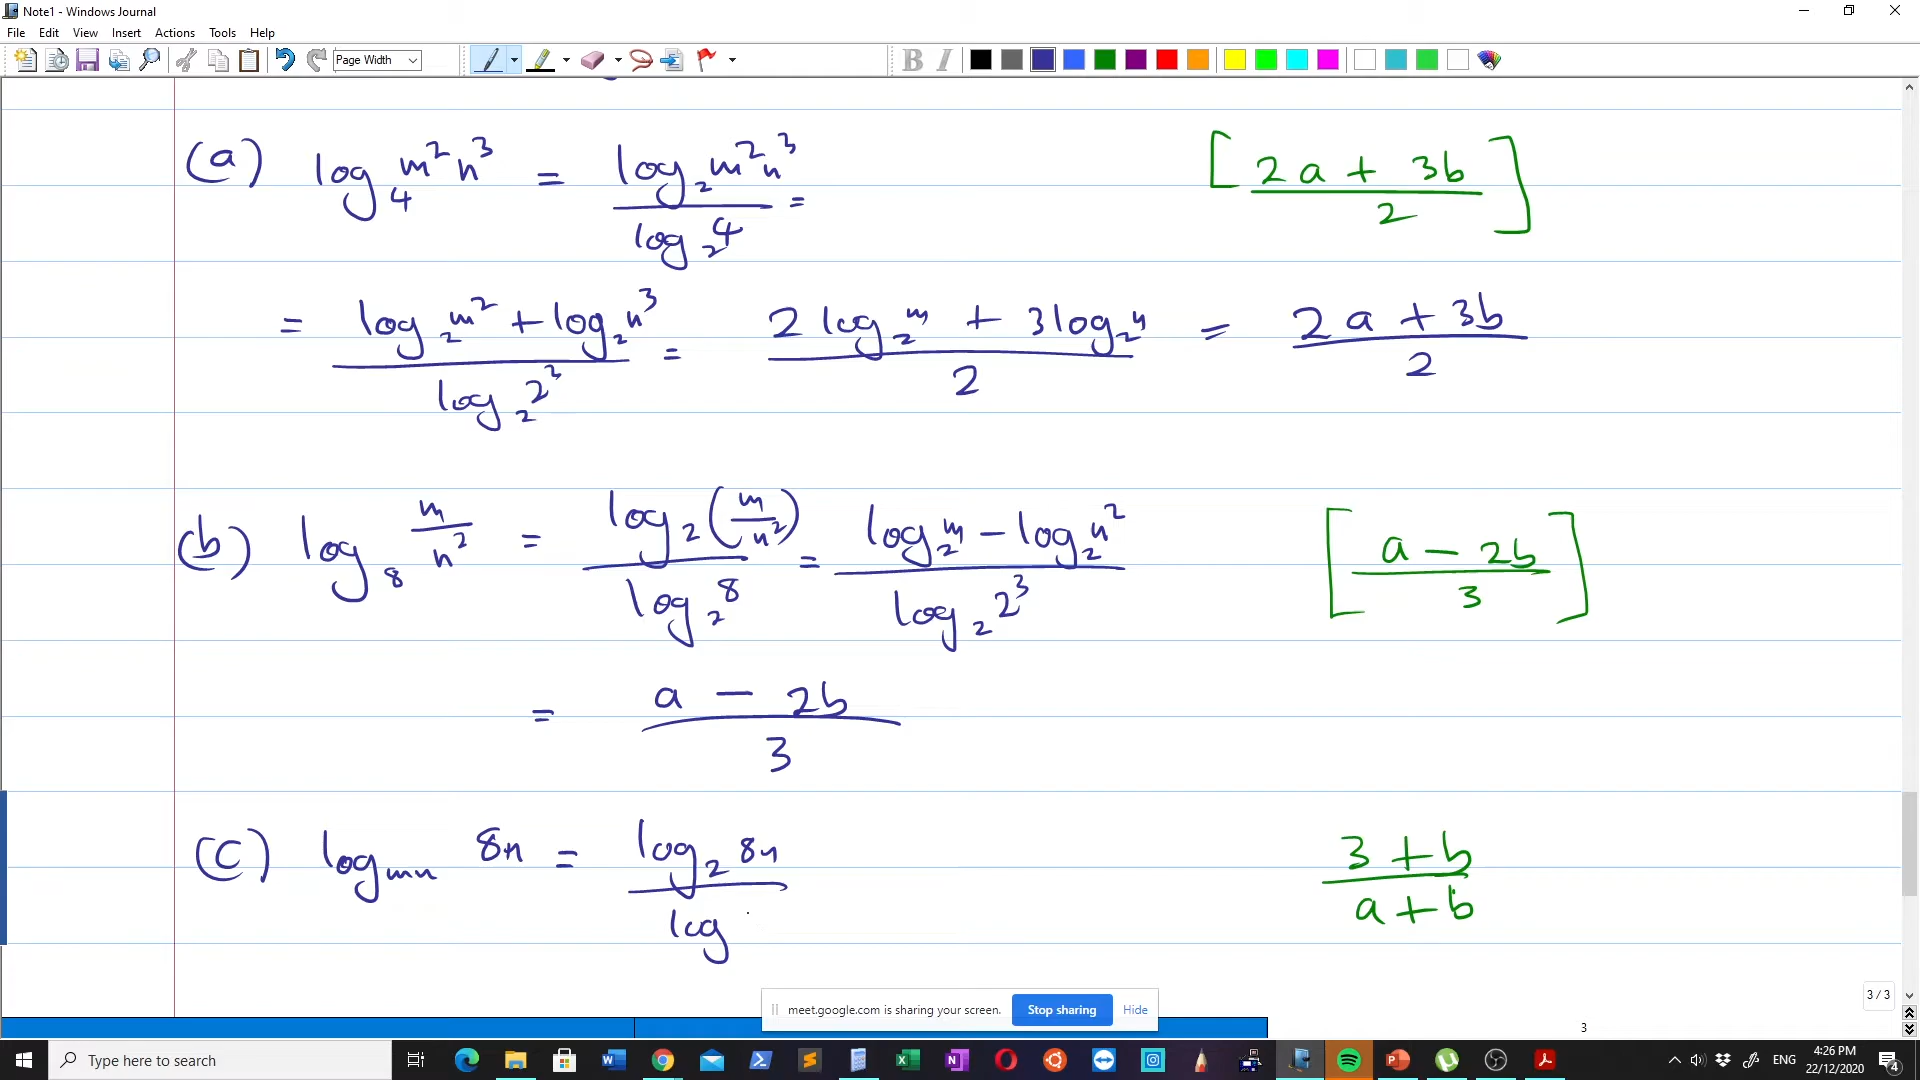 Note1 - Windows Journal
File Edit View Insert Actions Tools Help
Page Width
B I
(a) log₄ m²n³ = log₂ m²n³ / log₂ 4 =
[2a + 3b / 2]
= log₂ m² + log₂ n³ / log₂ 2³ = 2 log₂ m + 3 log₂ n / 2 = 2a + 3b / 2
(b) log₈ m/n² = log₂ (m/n²) / log₂ 8 = log₂ m − log₂ n² / log₂ 2³
[a − 2b / 3]
= a − 2b / 3
(c) log mn 8n = log₂ 8n / log
3 + b / a + b
3 / 3
meet.google.com is sharing your screen. Stop sharing Hide
3
Type here to search
ENG
4:26 PM
22/12/2020
4